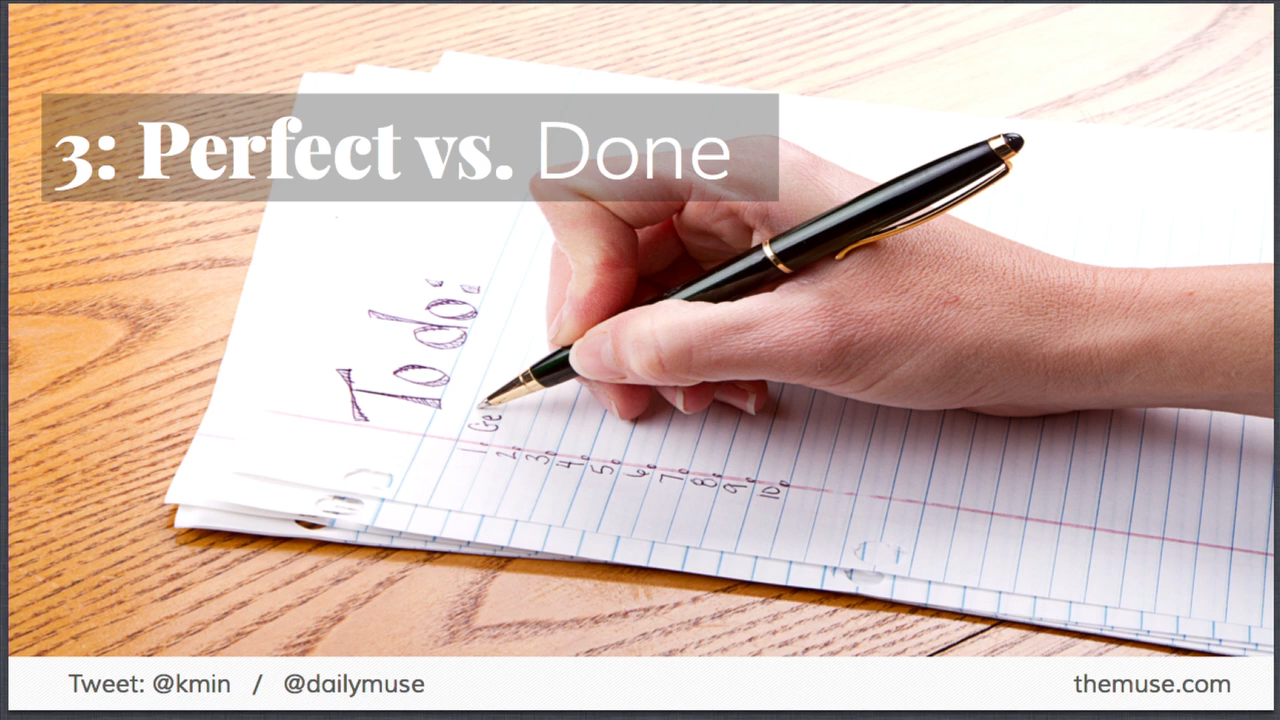 3: Perfect vs. Done
To do:
1. Ge
2.
3.
4.
5.
6.
7.
8.
9.
10.
Tweet: @kmin / @dailymuse
themuse.com